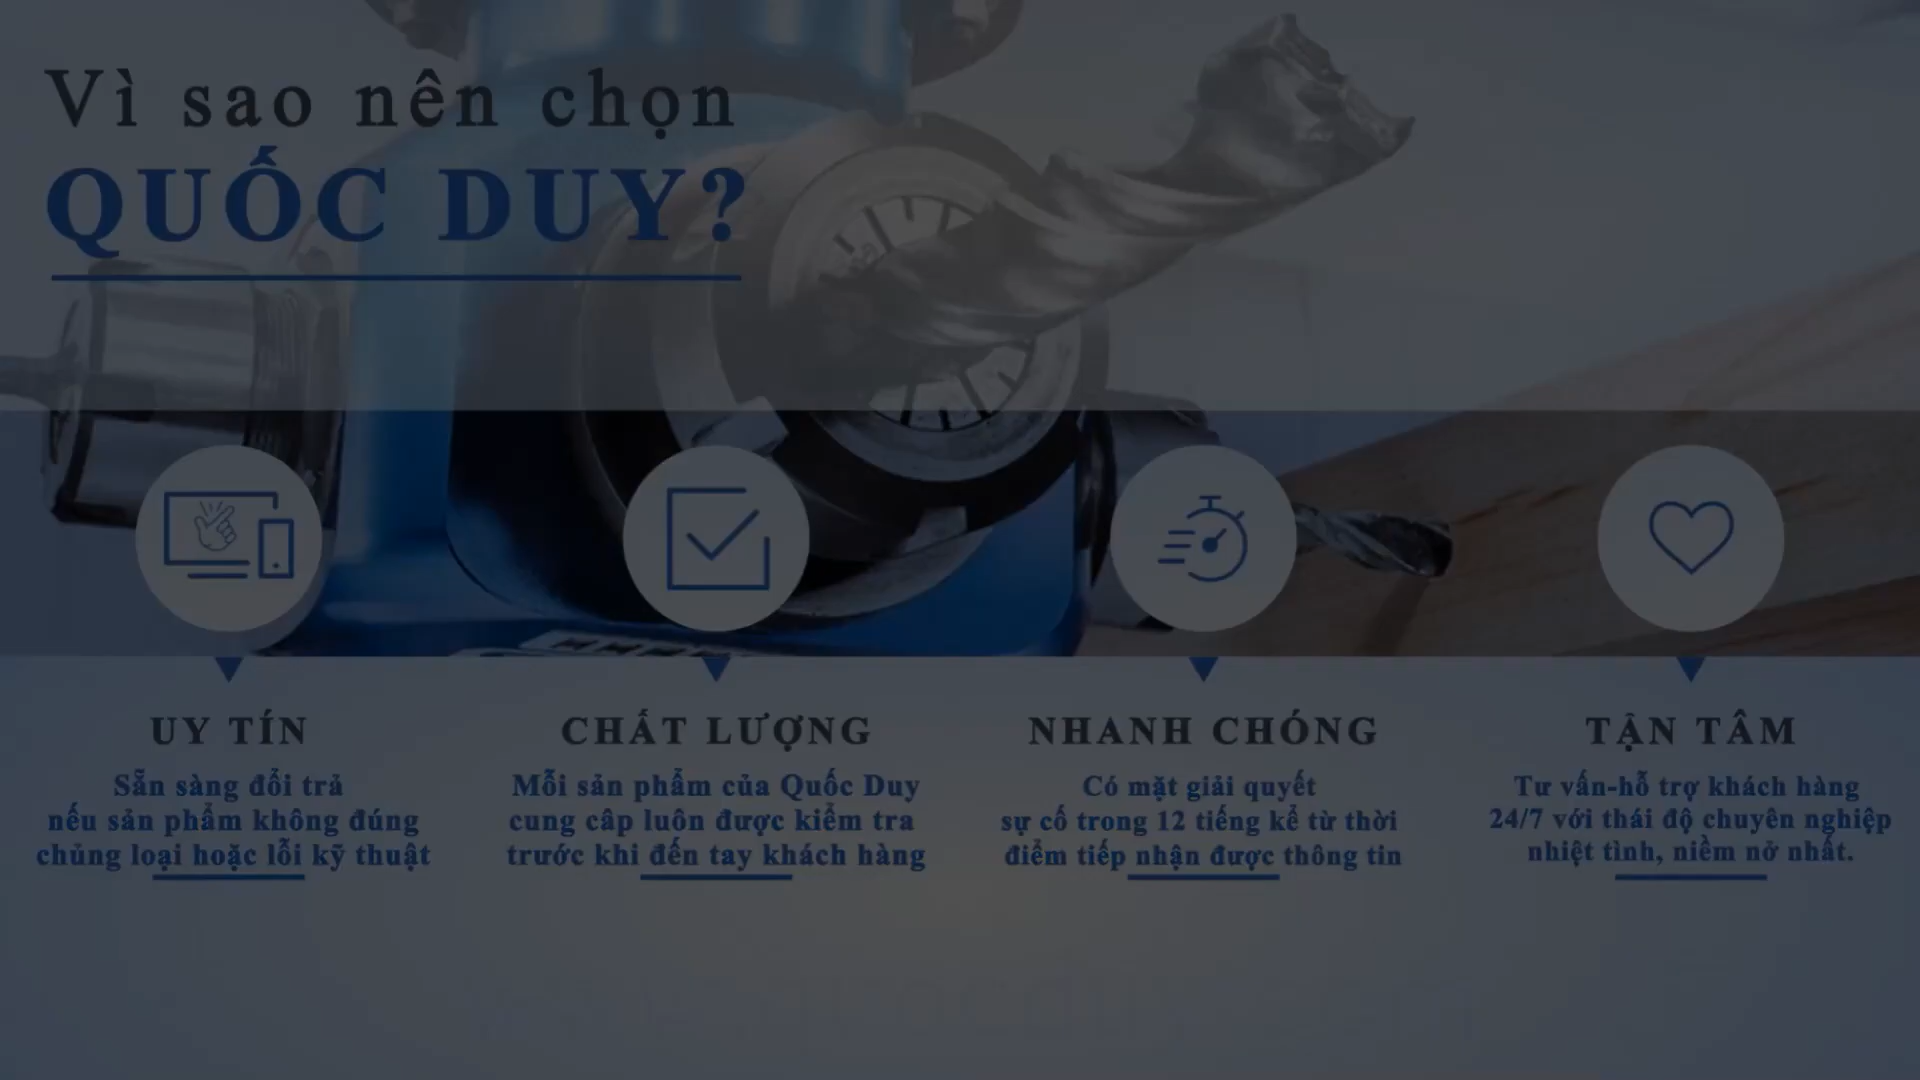 Vì sao nên chọn
QUỐC DUY?
UY TÍN
Sẵn sàng đổi trả
nếu sản phẩm không đúng
chủng loại hoặc lỗi kỹ thuật
CHẤT LƯỢNG
Mỗi sản phẩm của Quốc Duy
cung câp luôn được kiểm tra
trước khi đến tay khách hàng
NHANH CHÓNG
Có mặt giải quyết
sự cố trong 12 tiếng kể từ thời
điểm tiếp nhận được thông tin
TẬN TÂM
Tư vấn-hỗ trợ khách hàng
24/7 với thái độ chuyên nghiệp
nhiệt tình, niềm nở nhất.